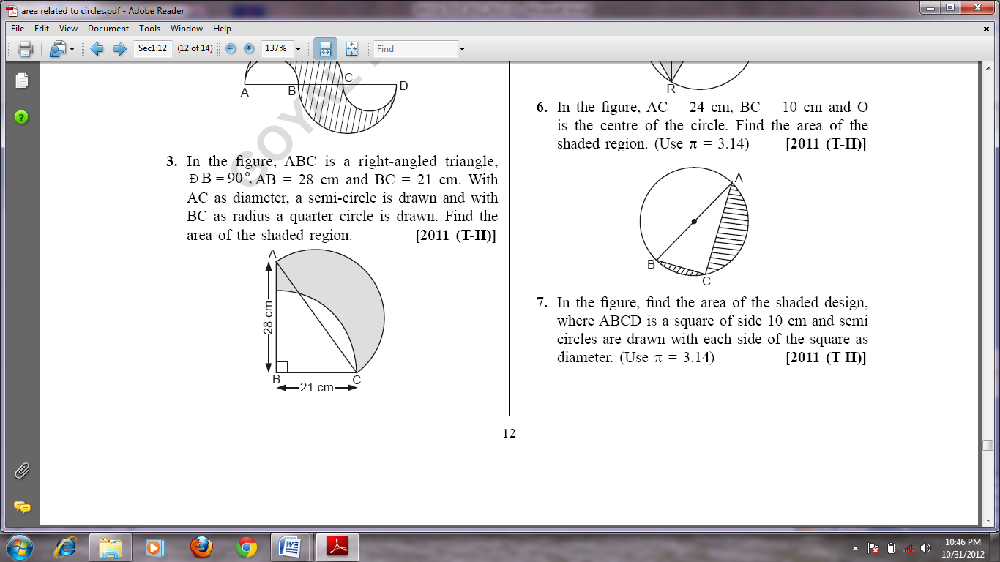 area related to circles.pdf - Adobe Reader
File Edit View Document Tools Window Help
Sec1:12 (12 of 14) 137% Find
A B C D
GOYAL
3. In the figure, ABC is a right-angled triangle,
Ð B = 90°, AB = 28 cm and BC = 21 cm. With
AC as diameter, a semi-circle is drawn and with
BC as radius a quarter circle is drawn. Find the
area of the shaded region. [2011 (T-II)]
A
28 cm
B C
21 cm
R
6. In the figure, AC = 24 cm, BC = 10 cm and O
is the centre of the circle. Find the area of the
shaded region. (Use π = 3.14) [2011 (T-II)]
A
B
C
7. In the figure, find the area of the shaded design,
where ABCD is a square of side 10 cm and semi
circles are drawn with each side of the square as
diameter. (Use π = 3.14) [2011 (T-II)]
12
10:46 PM
10/31/2012